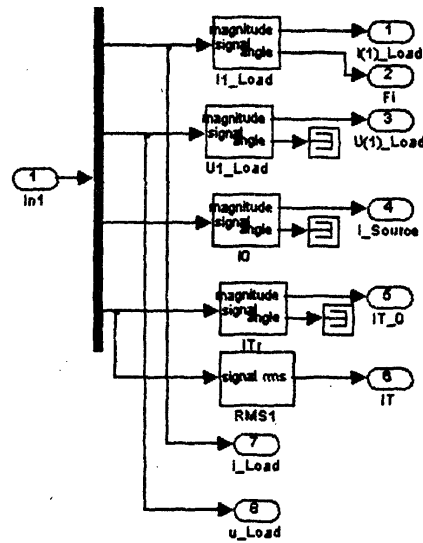 magnitude
signal
angle
I1_Load
1
I(1)_Load
2
Fi
magnitude
signal
angle
U1_Load
3
U(1)_Load
1
In1
magnitude
signal
angle
I0
4
I_Source
magnitude
signal
angle
ITr
5
IT_0
signal rms
RMS1
6
IT
7
i_Load
8
u_Load